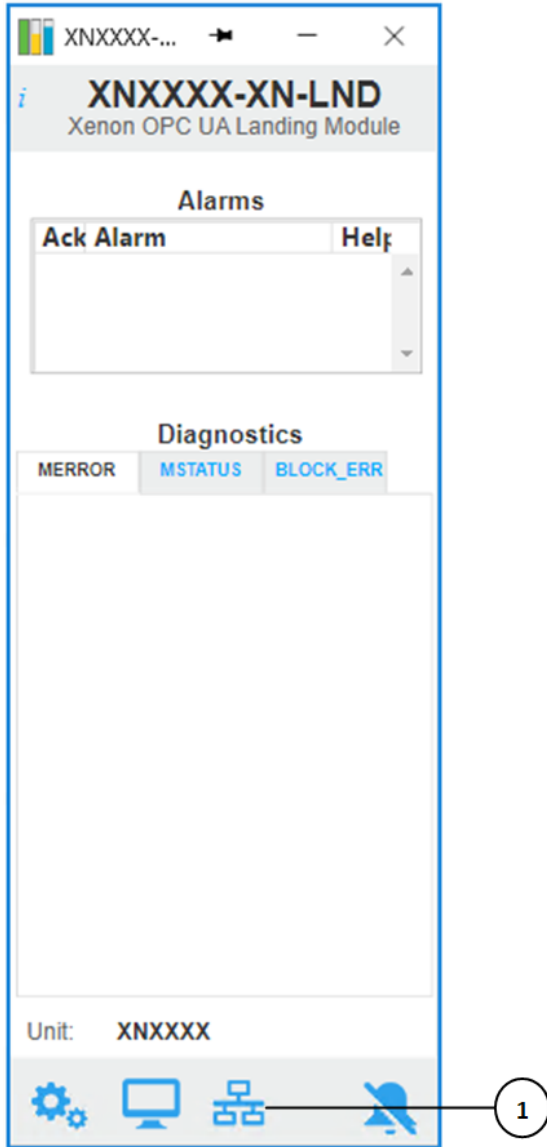 XNXXXX-...
i XNXXXX-XN-LND
Xenon OPC UA Landing Module
Alarms
Ack Alarm Help
Diagnostics
MERROR MSTATUS BLOCK_ERR
Unit: XNXXXX
1